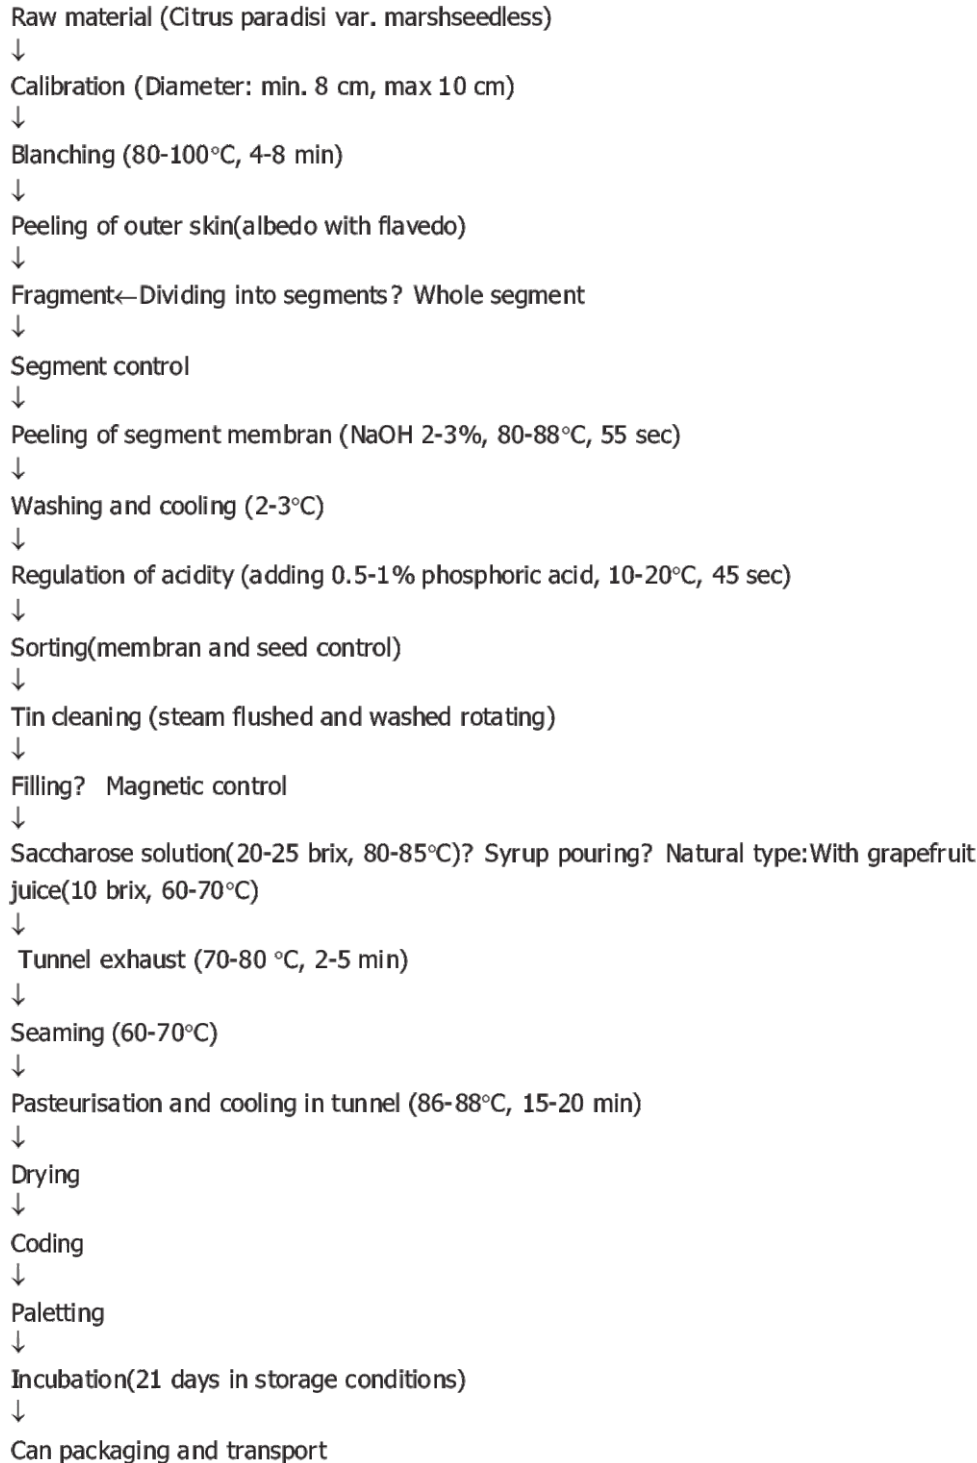 Raw material (Citrus paradisi var. marshseedless)
↓
Calibration (Diameter: min. 8 cm, max 10 cm)
↓
Blanching (80-100°C, 4-8 min)
↓
Peeling of outer skin(albedo with flavedo)
↓
Fragment←Dividing into segments? Whole segment
↓
Segment control
↓
Peeling of segment membran (NaOH 2-3%, 80-88°C, 55 sec)
↓
Washing and cooling (2-3°C)
↓
Regulation of acidity (adding 0.5-1% phosphoric acid, 10-20°C, 45 sec)
↓
Sorting(membran and seed control)
↓
Tin cleaning (steam flushed and washed rotating)
↓
Filling? Magnetic control
↓
Saccharose solution(20-25 brix, 80-85°C)? Syrup pouring? Natural type:With grapefruit
juice(10 brix, 60-70°C)
↓
Tunnel exhaust (70-80 °C, 2-5 min)
↓
Seaming (60-70°C)
↓
Pasteurisation and cooling in tunnel (86-88°C, 15-20 min)
↓
Drying
↓
Coding
↓
Paletting
↓
Incubation(21 days in storage conditions)
↓
Can packaging and transport